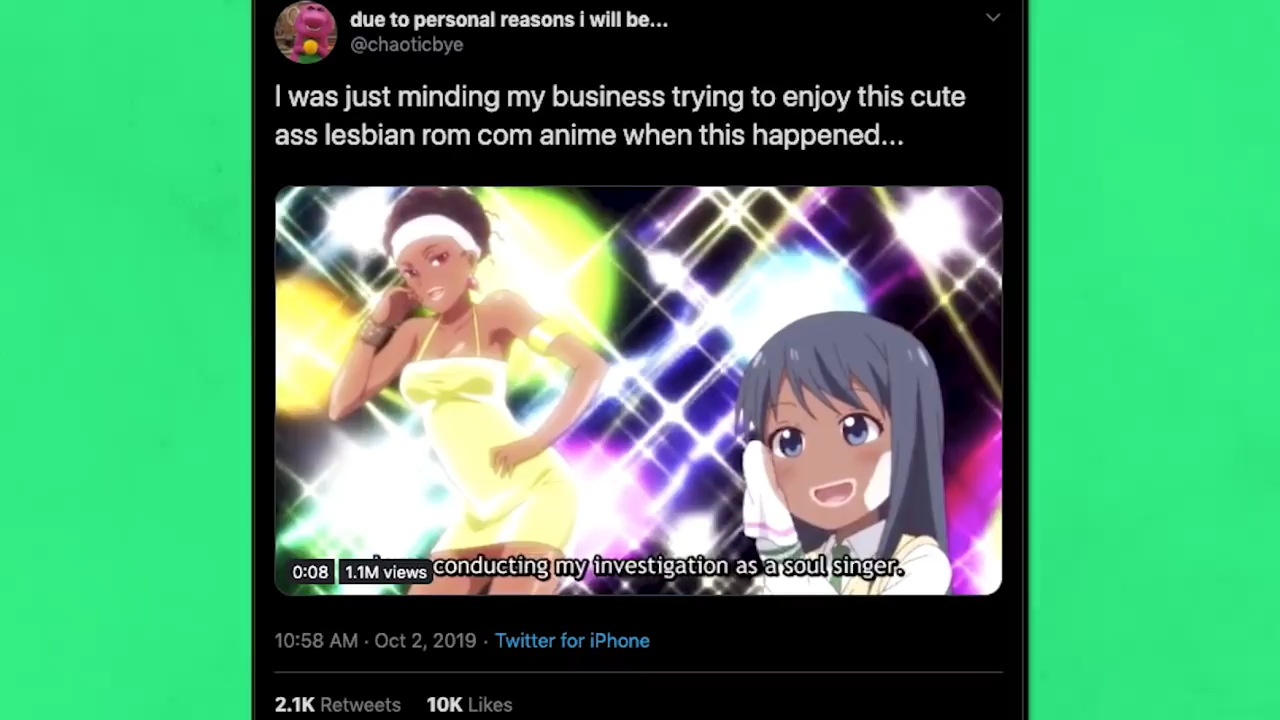 due to personal reasons i will be...
@chaoticbye
I was just minding my business trying to enjoy this cute
ass lesbian rom com anime when this happened...
0:08 1.1M views conducting my investigation as a soul singer.
10:58 AM · Oct 2, 2019 · Twitter for iPhone
2.1K Retweets 10K Likes